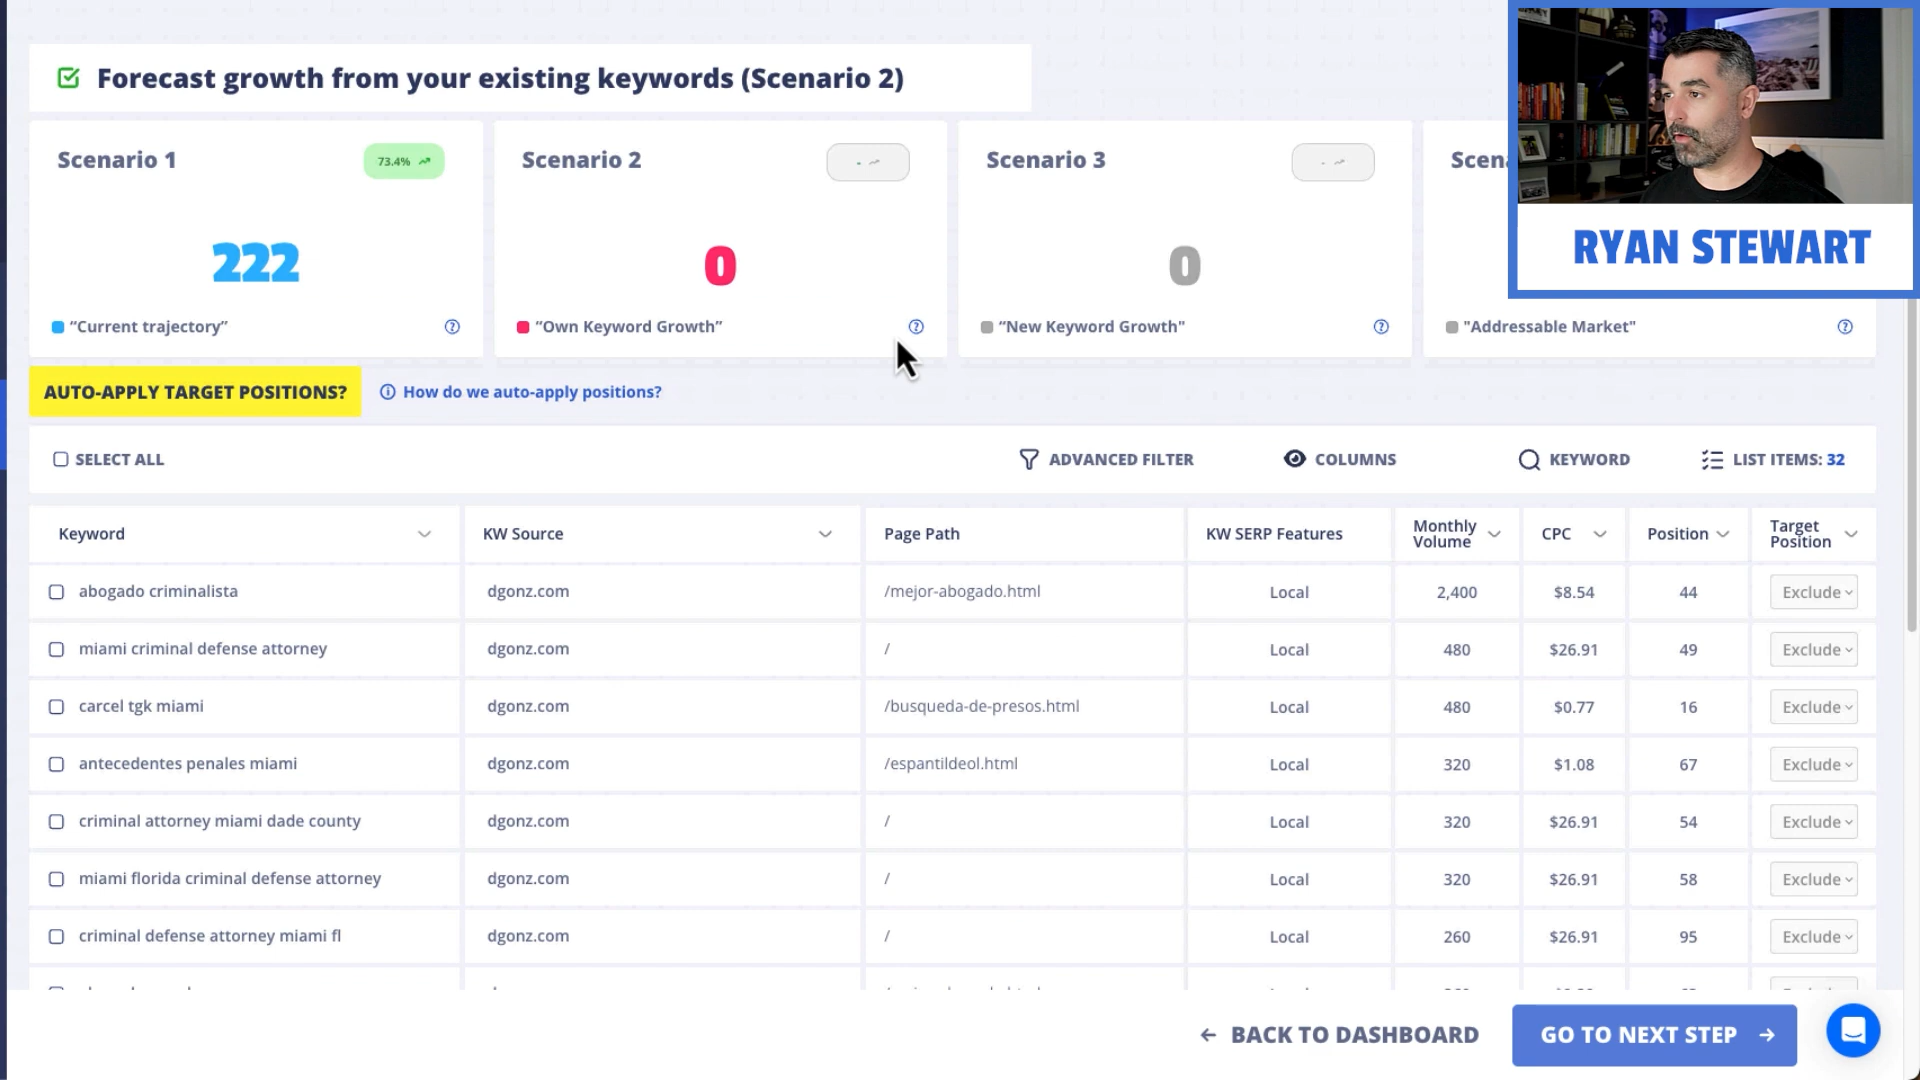 Forecast growth from your existing keywords (Scenario 2)
Scenario 1
73.4%
222
“Current trajectory”
Scenario 2
-
0
“Own Keyword Growth”
Scenario 3
-
0
“New Keyword Growth"
"Addressable Market"
RYAN STEWART
AUTO-APPLY TARGET POSITIONS?
How do we auto-apply positions?
SELECT ALL
ADVANCED FILTER
COLUMNS
KEYWORD
LIST ITEMS: 32
Keyword KW Source Page Path KW SERP Features Monthly Volume CPC Position Target Position
abogado criminalista dgonz.com /mejor-abogado.html Local 2,400 $8.54 44 Exclude
miami criminal defense attorney dgonz.com / Local 480 $26.91 49 Exclude
carcel tgk miami dgonz.com /busqueda-de-presos.html Local 480 $0.77 16 Exclude
antecedentes penales miami dgonz.com /espantildeol.html Local 320 $1.08 67 Exclude
criminal attorney miami dade county dgonz.com / Local 320 $26.91 54 Exclude
miami florida criminal defense attorney dgonz.com / Local 320 $26.91 58 Exclude
criminal defense attorney miami fl dgonz.com / Local 260 $26.91 95 Exclude
BACK TO DASHBOARD
GO TO NEXT STEP